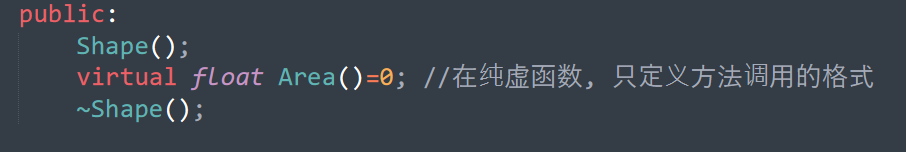 public:
    Shape();
    virtual float Area()=0; //在纯虚函数, 只定义方法调用的格式
    ~Shape();